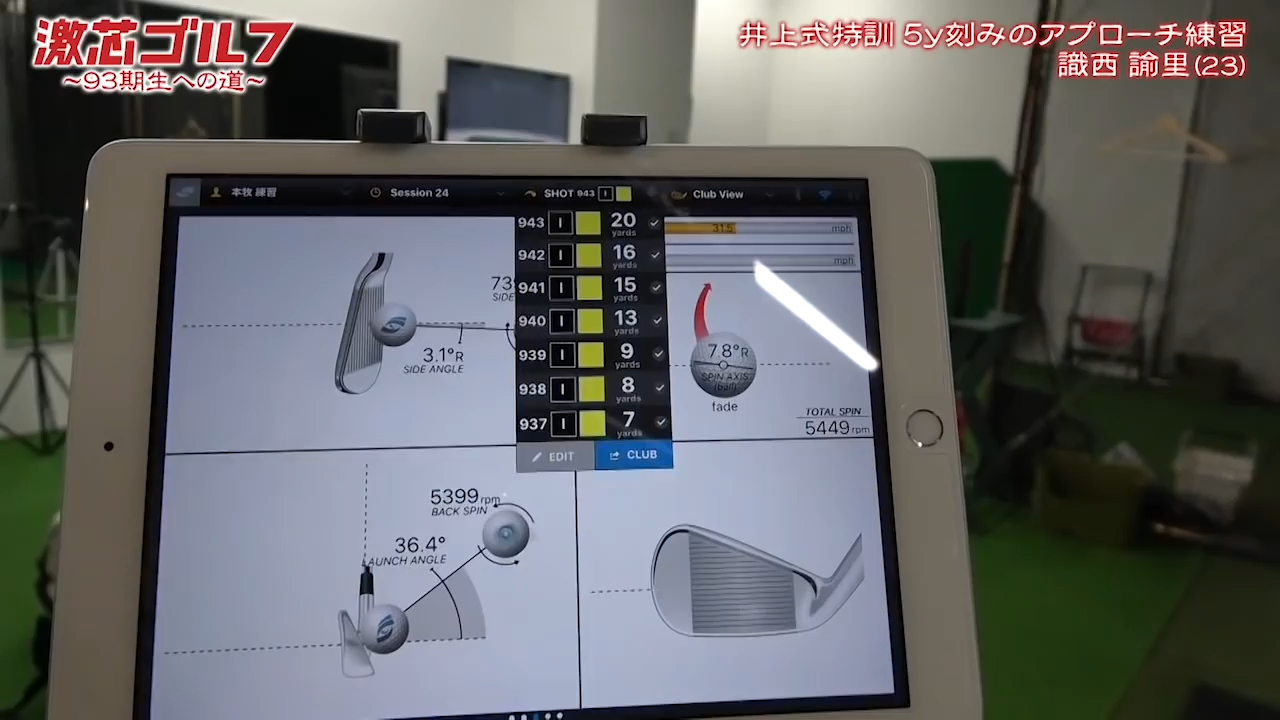 激芯ゴルフ
～93期生への道～
井上式特訓 5y刻みのアプローチ練習
識西 諭里(23)
本牧 練習
Session 24
SHOT 943 I
Club View
943 I 20 yards
942 I 16 yards
941 I 15 yards
940 I 13 yards
939 I 9 yards
938 I 8 yards
937 I 7 yards
EDIT
CLUB
31.5 mph
mph
3.1°R
SIDE ANGLE
7.8°R
SPIN AXIS
(ball)
fade
TOTAL SPIN
5449 rpm
5399 rpm
BACK SPIN
36.4°
LAUNCH ANGLE